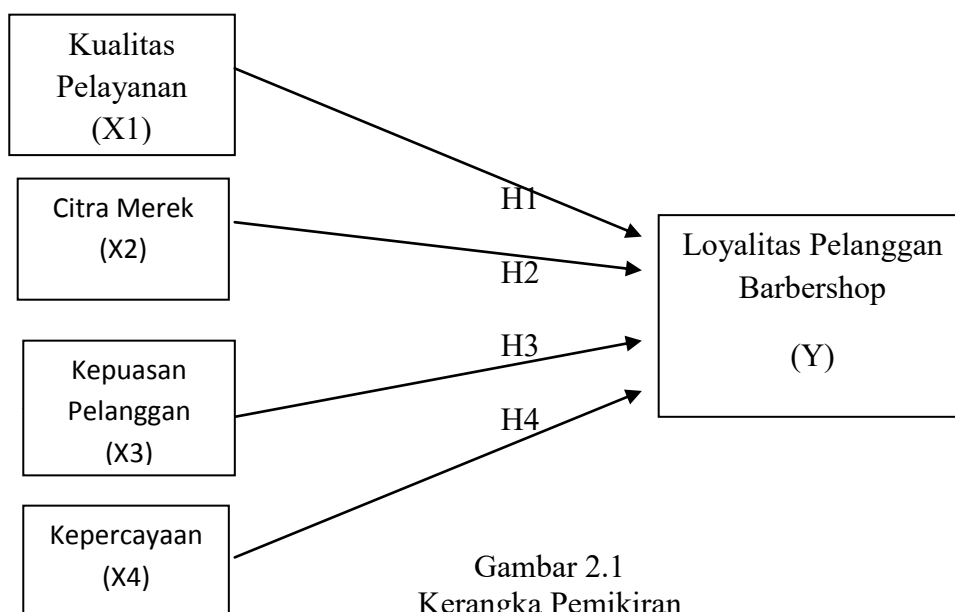 Kualitas
Pelayanan
(X1)
Citra Merek
(X2)
Kepuasan
Pelanggan
(X3)
Kepercayaan
(X4)
H1
H2
H3
H4
Loyalitas Pelanggan
Barbershop
(Y)
Gambar 2.1
Kerangka Pemikiran